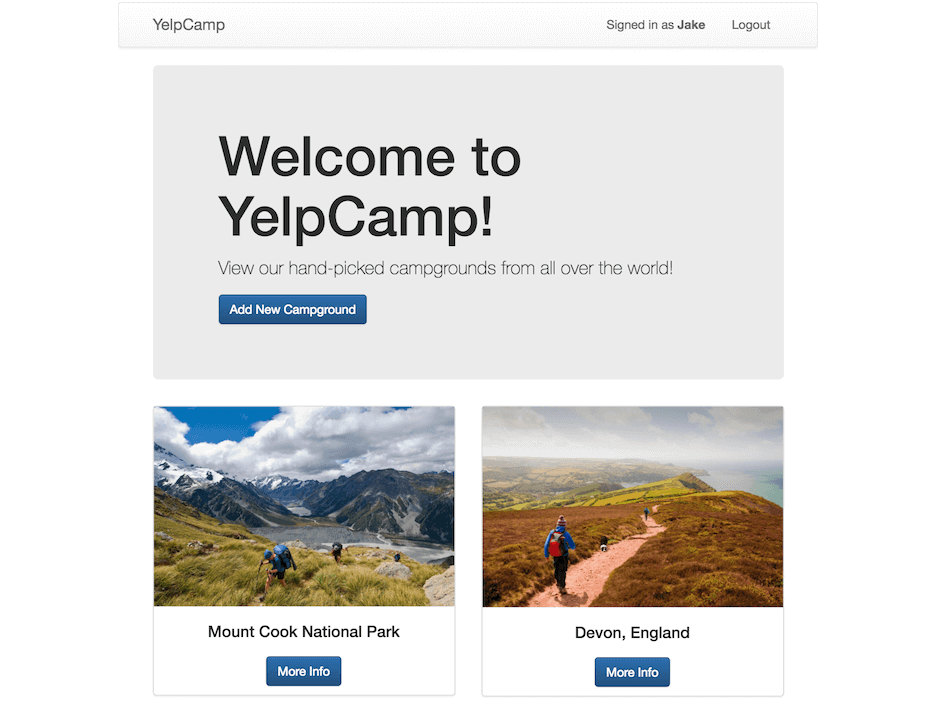 YelpCamp
Signed in as Jake
Logout
Welcome to
YelpCamp!
View our hand-picked campgrounds from all over the world!
Add New Campground
Mount Cook National Park
More Info
Devon, England
More Info